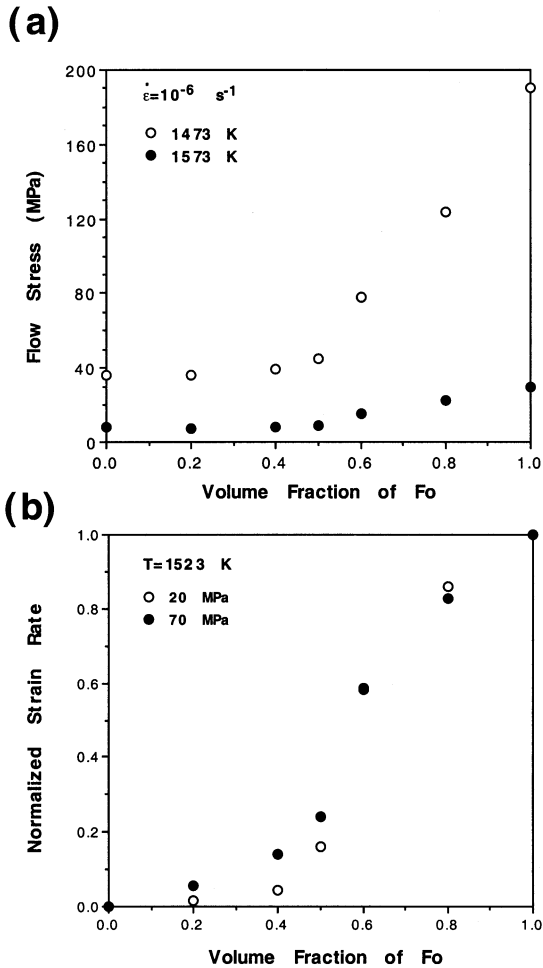 (a)
ε̇=10⁻⁶ s⁻¹
1473 K
1573 K
200
160
120
80
40
0
Flow Stress (MPa)
0.0 0.2 0.4 0.6 0.8 1.0
Volume Fraction of Fo
(b)
T=1523 K
20 MPa
70 MPa
1.0
0.8
0.6
0.4
0.2
0.0
Normalized Strain Rate
0.0 0.2 0.4 0.6 0.8 1.0
Volume Fraction of Fo